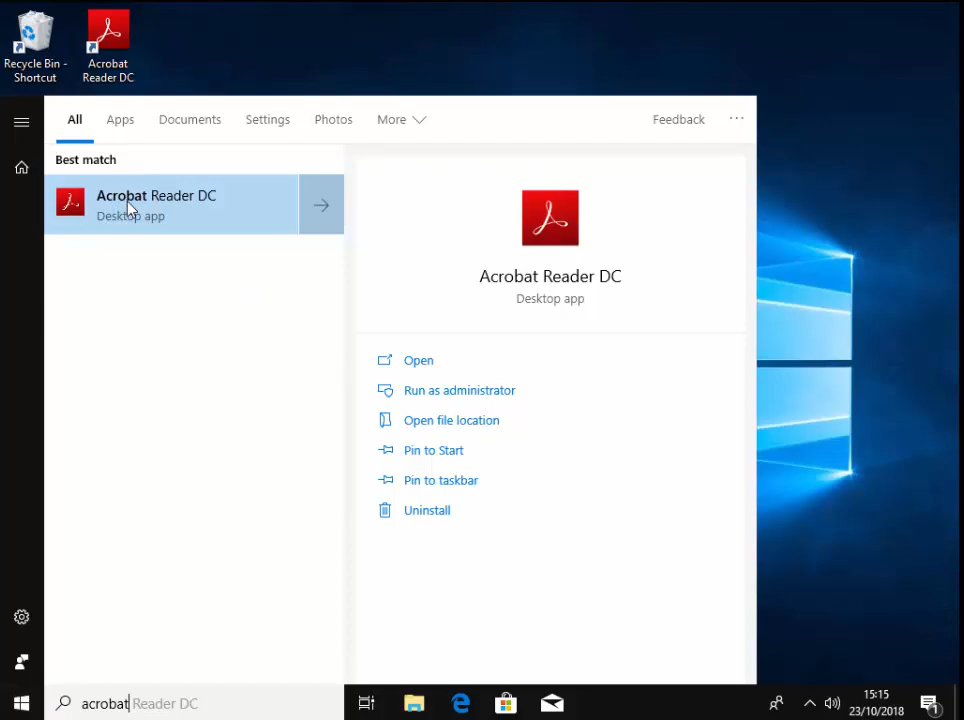 Recycle Bin -
Shortcut
Acrobat
Reader DC
All
Apps
Documents
Settings
Photos
More
Feedback
Best match
Acrobat Reader DC
Desktop app
Acrobat Reader DC
Desktop app
Open
Run as administrator
Open file location
Pin to Start
Pin to taskbar
Uninstall
acrobat Reader DC
15:15
23/10/2018
1